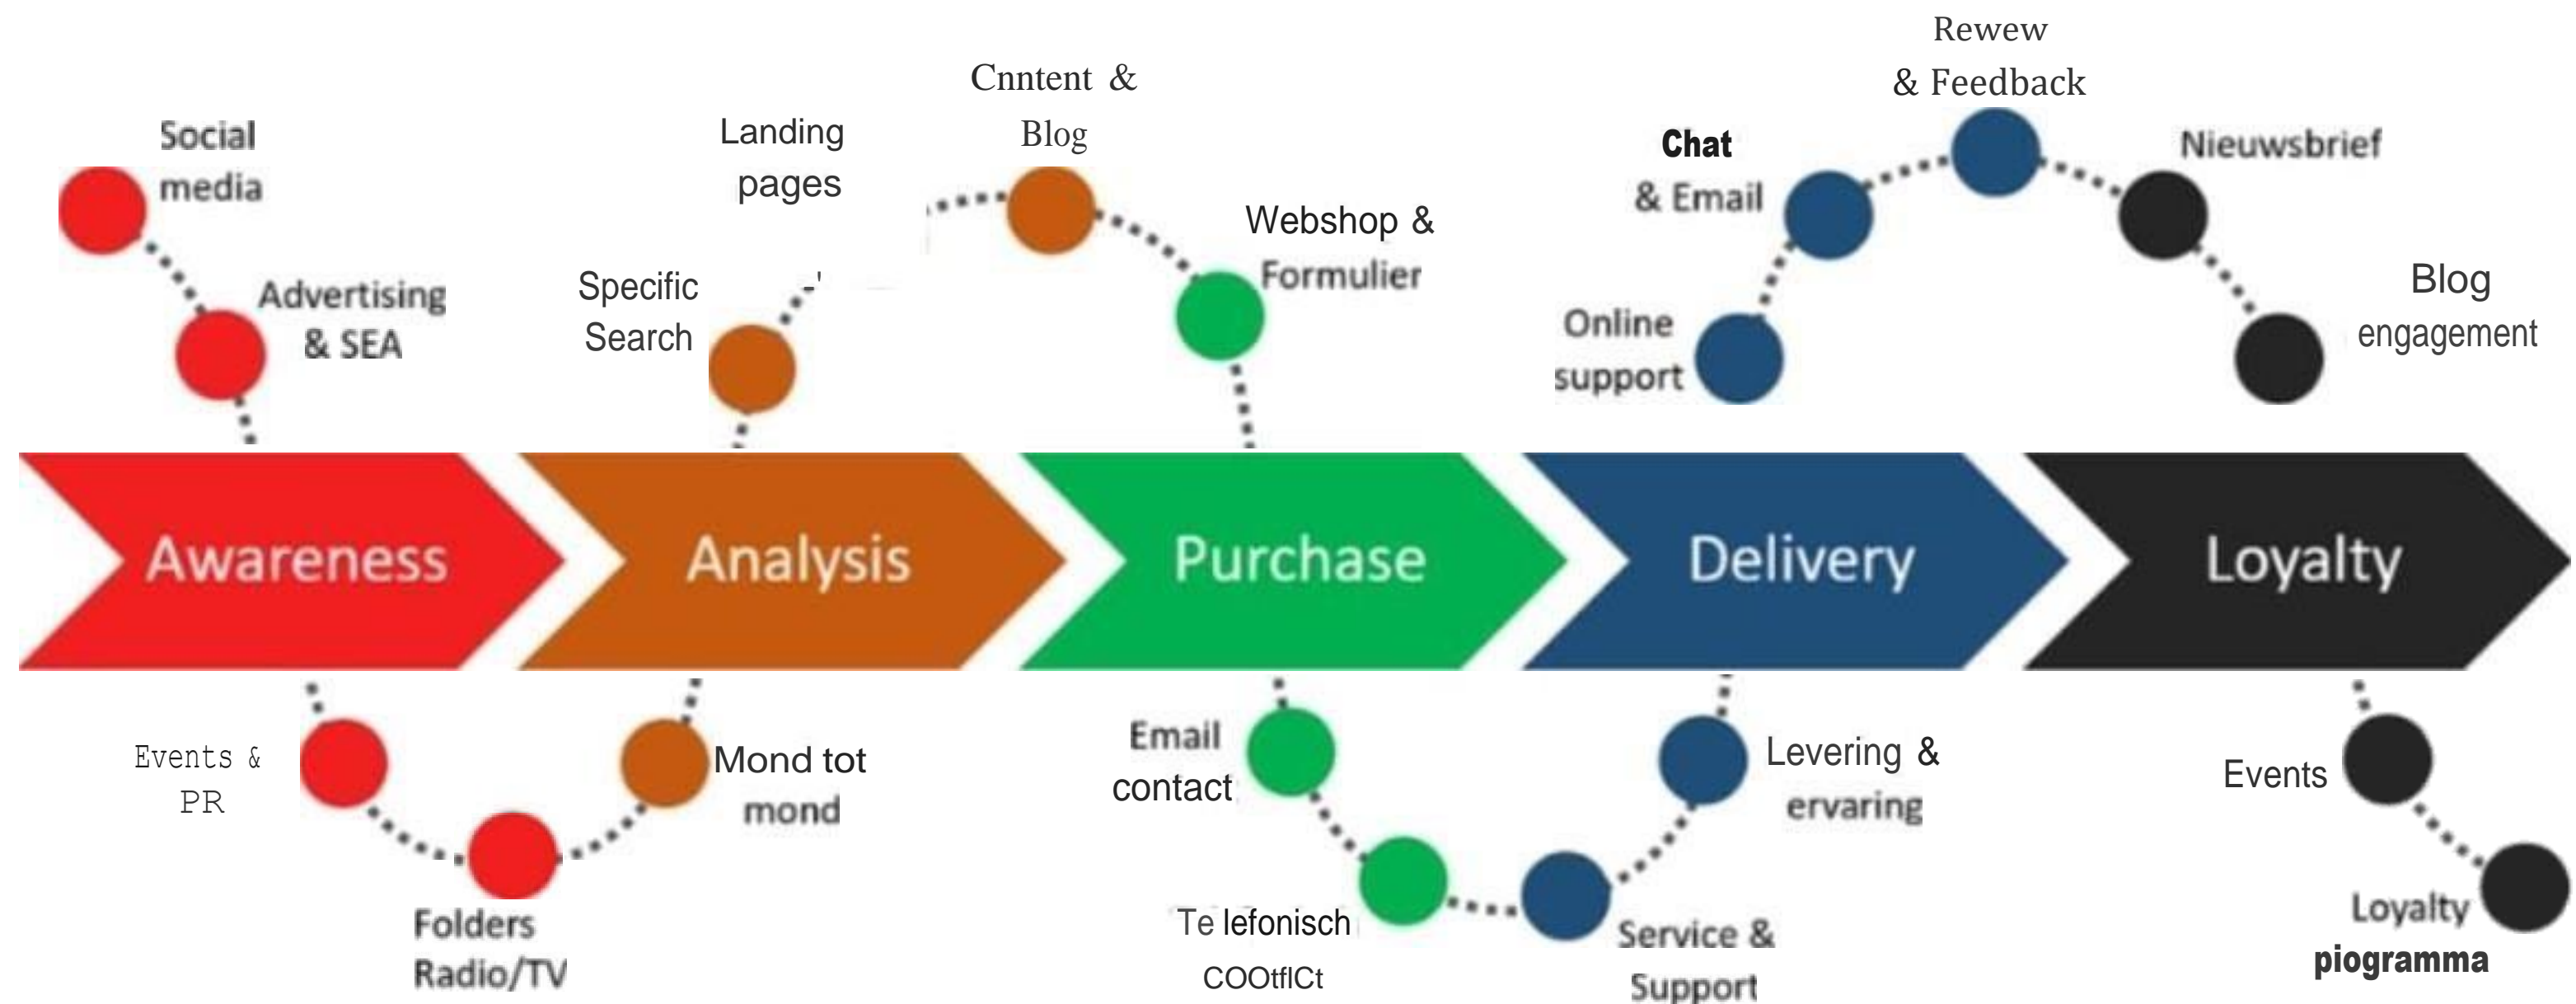 Social
media
Advertising
& SEA
Specific
Search
Landing
pages
Cnntent &
Blog
Webshop &
Formulier
Online
support
Chat
& Email
Rewew
& Feedback
Nieuwsbrief
Blog
engagement
Awareness
Analysis
Purchase
Delivery
Loyalty
Events &
PR
Folders
Radio/TV
Mond tot
mond
Email
contact
Te lefonisch
COOtflCt
Service &
Support
Levering &
ervaring
Events
Loyalty
piogramma